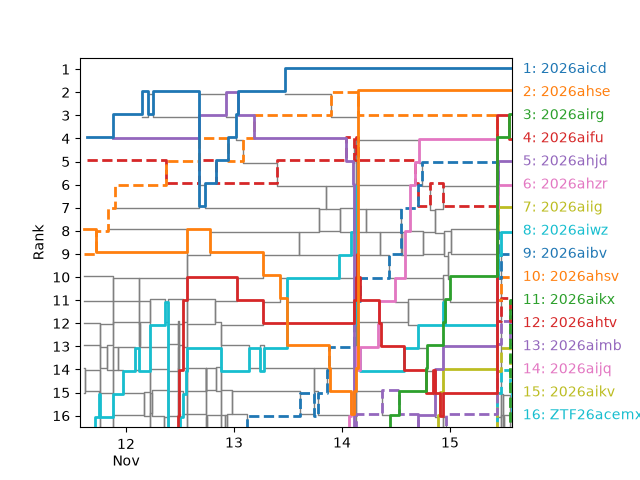 1
2
3
4
5
6
7
8
9
10
11
12
13
14
15
16
Rank
12
13
14
15
Nov
1: 2026aicd
2: 2026ahse
3: 2026airg
4: 2026aifu
5: 2026ahjd
6: 2026ahzr
7: 2026aiig
8: 2026aiwz
9: 2026aibv
10: 2026ahsv
11: 2026aikx
12: 2026ahtv
13: 2026aimb
14: 2026aijq
15: 2026aikv
16: ZTF26acemx